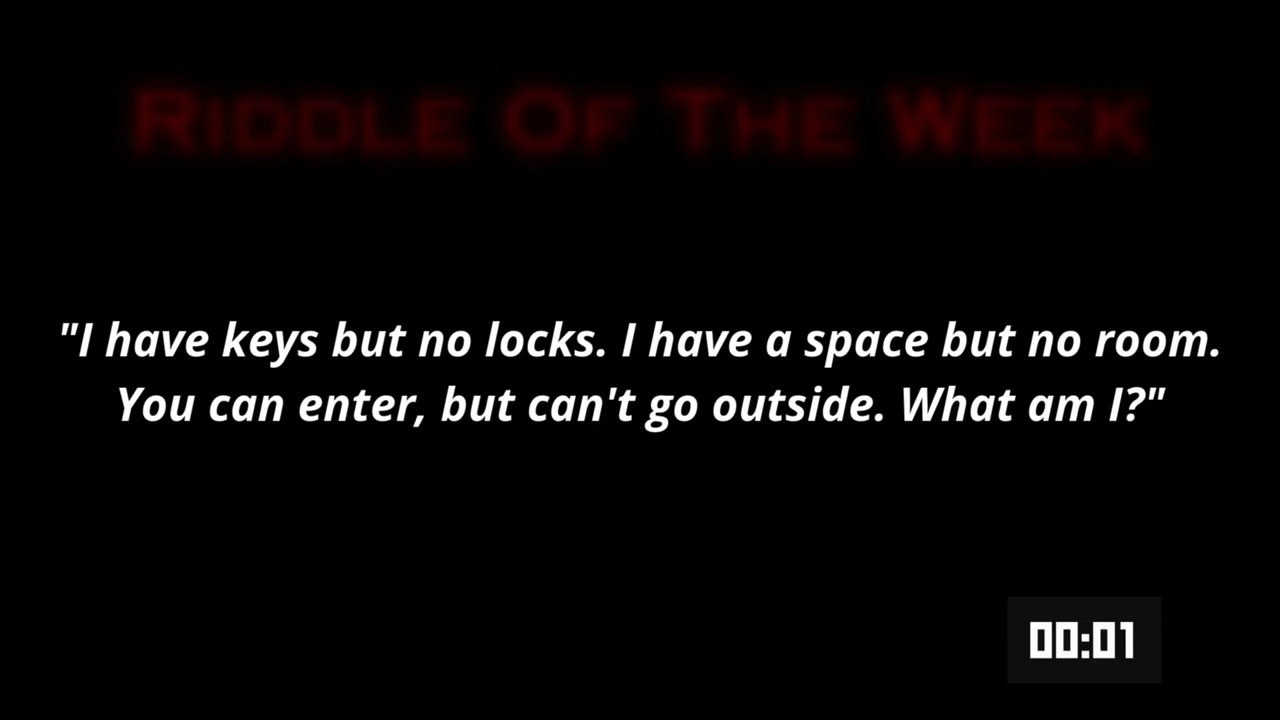 RIDDLE OF THE WEEK
"I have keys but no locks. I have a space but no room.
You can enter, but can't go outside. What am I?"
00:01